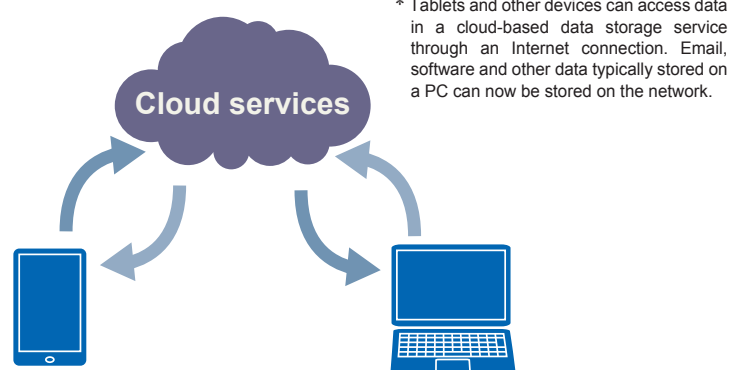 * Tablets and other devices can access data
in a cloud-based data storage service
through an Internet connection. Email,
software and other data typically stored on
a PC can now be stored on the network.
Cloud services